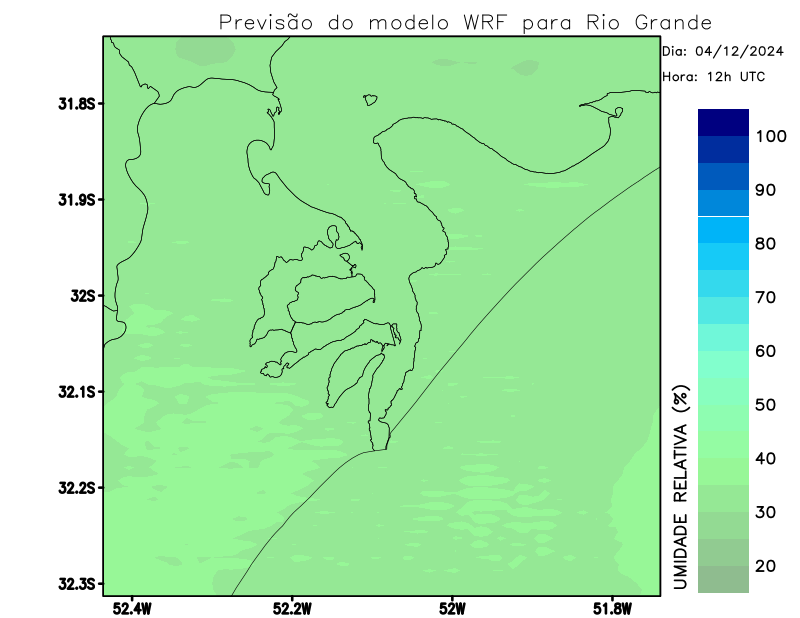 Previsão do modelo WRF para Rio Grande
Dia: 04/12/2024
Hora: 12h UTC
31.8S
31.9S
32S
32.1S
32.2S
32.3S
52.4W
52.2W
52W
51.8W
100
90
80
70
60
50
40
30
20
UMIDADE RELATIVA (%)